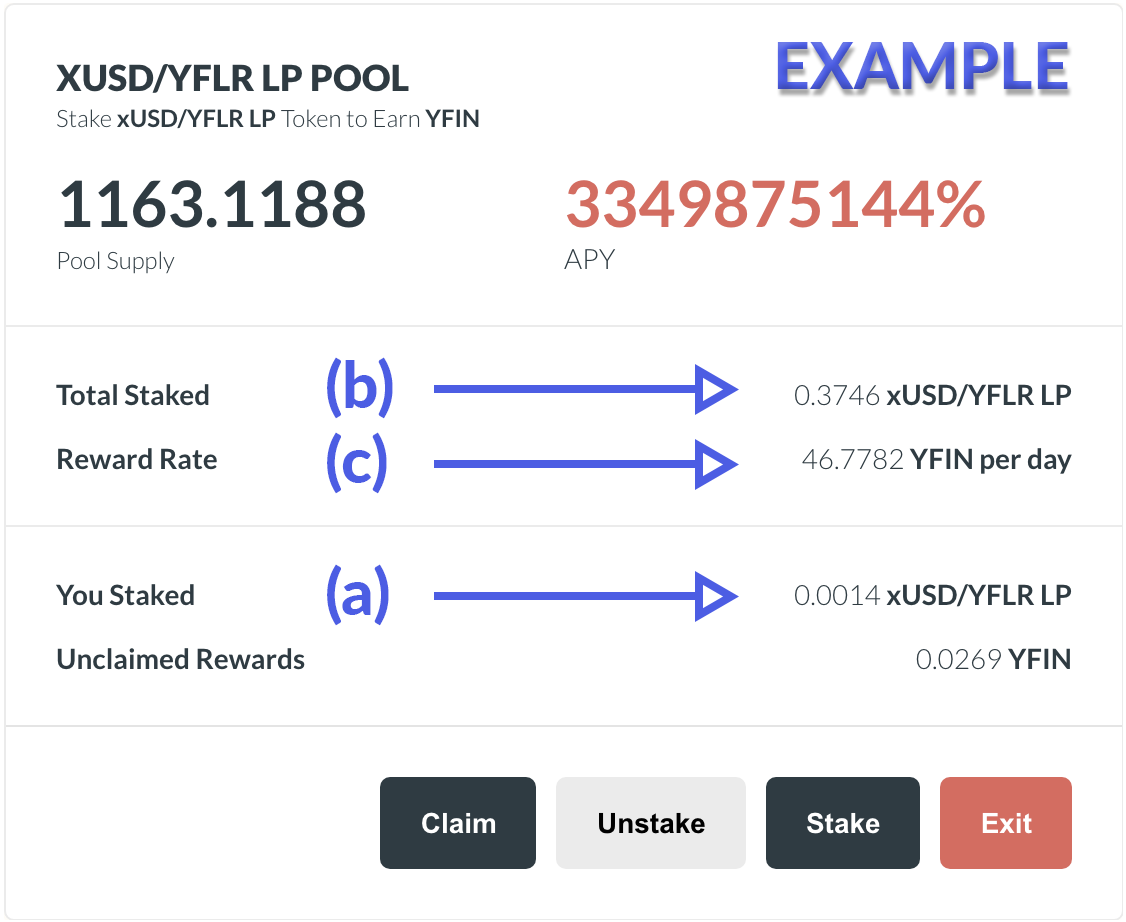 XUSD/YFLR LP POOL
EXAMPLE
Stake xUSD/YFLR LP Token to Earn YFIN
1163.1188
3349875144%
Pool Supply
APY
Total Staked (b) 0.3746 xUSD/YFLR LP
Reward Rate (c) 46.7782 YFIN per day
You Staked (a) 0.0014 xUSD/YFLR LP
Unclaimed Rewards 0.0269 YFIN
Claim Unstake Stake Exit